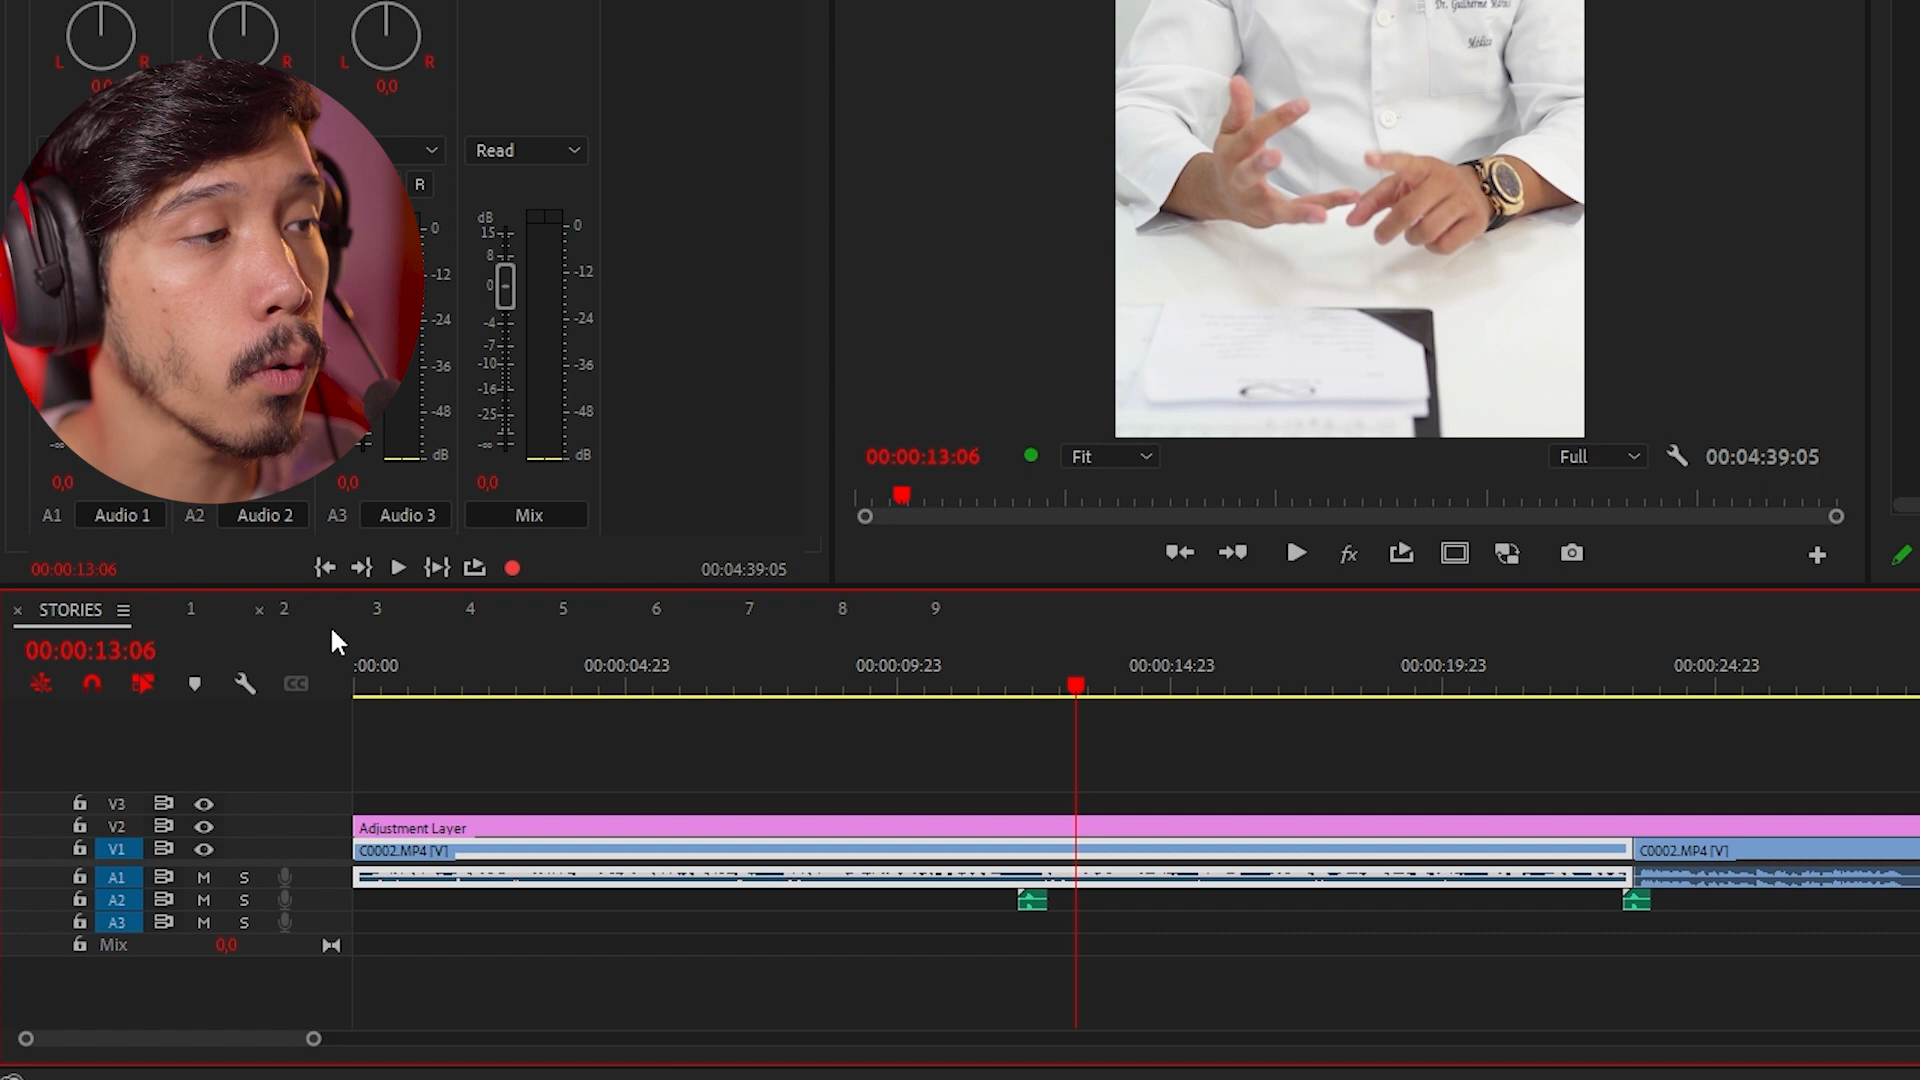 Dr. Guilherme
Médico
L R R L R
0,0
Read
R
dB
15
8
0
-4
-7
-10
-16
-25
-∞
0
-12
-24
-36
-48
dB
0
-12
-24
-36
-48
dB
-∞
0,0 0,0 0,0
A1 Audio 1 A2 Audio 2 A3 Audio 3 Mix
00:00:13:06 00:04:39:05
00:00:13:06 Fit Full 00:04:39:05
fx
× STORIES 1 × 2 3 4 5 6 7 8 9
00:00:13:06
:00:00 00:00:04:23 00:00:09:23 00:00:14:23 00:00:19:23 00:00:24:23
CC
V3
V2 Adjustment Layer
V1 C0002.MP4 [V] C0002.MP4 [V]
A1 M S
A2 M S
A3 M S
Mix 0,0